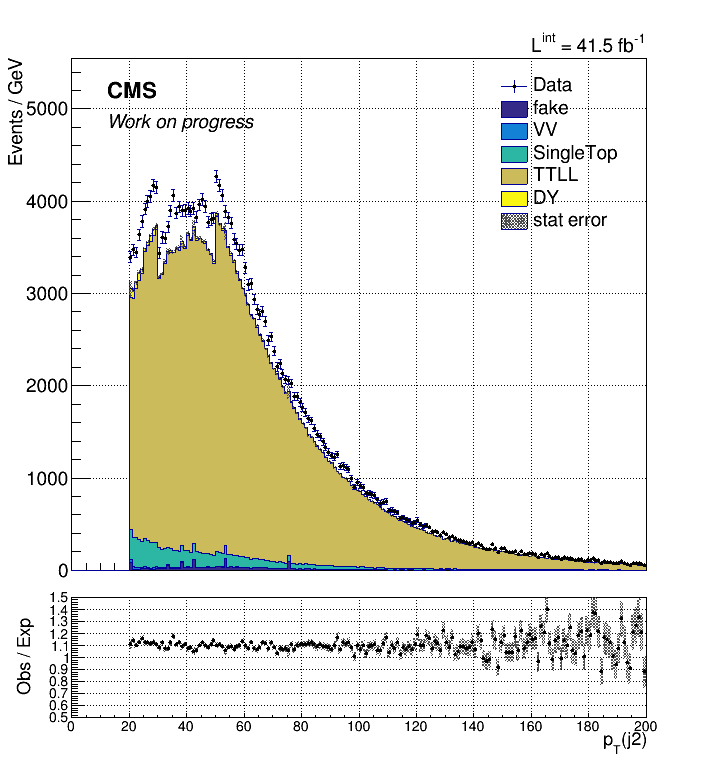 L^int = 41.5 fb^-1
Events / GeV
CMS
Work on progress
Data
fake
VV
SingleTop
TTLL
DY
stat error
5000
4000
3000
2000
1000
0
Obs / Exp
1.5
1.4
1.3
1.2
1.1
1
0.9
0.8
0.7
0.6
0.5
0 20 40 60 80 100 120 140 160 180 200
p_T(j2)